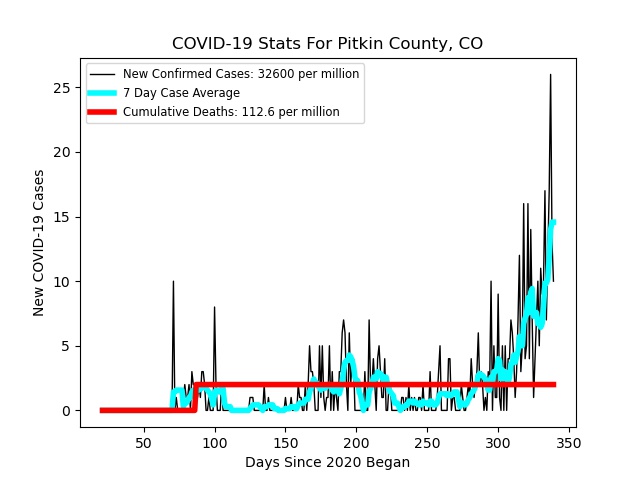 COVID-19 Stats For Pitkin County, CO
New Confirmed Cases: 32600 per million
7 Day Case Average
Cumulative Deaths: 112.6 per million
25
20
15
10
5
0
New COVID-19 Cases
50 100 150 200 250 300 350
Days Since 2020 Began